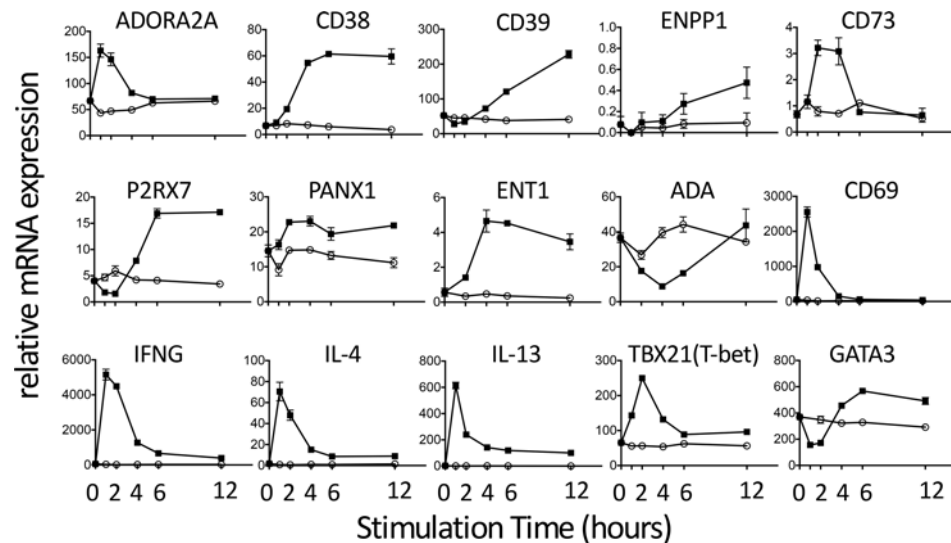 ADORA2A CD38 CD39 ENPP1 CD73
200 80 300 1.0 4
150 60 200 0.8 3
100 40 0.6 2
50 20 100 0.4 1
0 0 0 0.2 0
0.0
P2RX7 PANX1 ENT1 ADA CD69
20 30 6 60 3000
15 20 4 40 2000
10 10 2 20 1000
5 0 0 0 0
0
IFNG IL-4 IL-13 TBX21(T-bet) GATA3
6000 100 800 300 800
4000 80 600 200 600
2000 60 400 100 400
0 40 200 0 200
20 0 0
0
0 2 4 6 12 0 2 4 6 12 0 2 4 6 12 0 2 4 6 12 0 2 4 6 12
Stimulation Time (hours)
relative mRNA expression